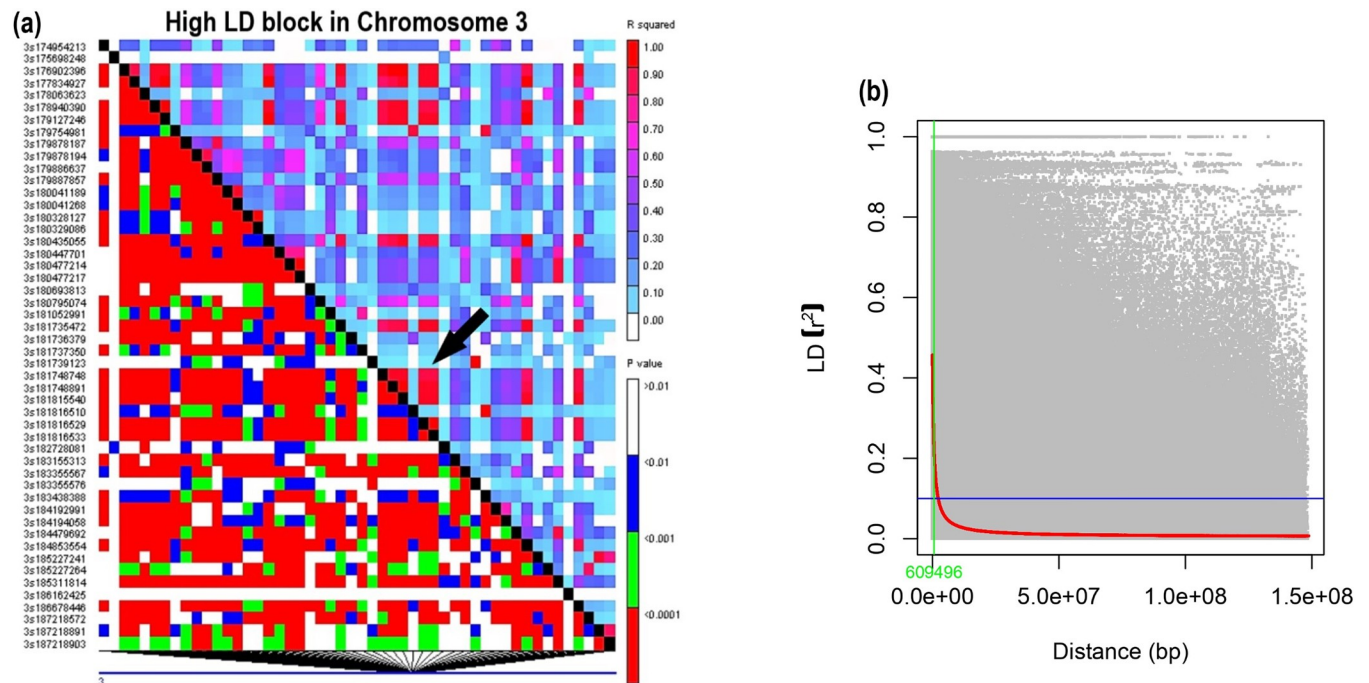 (a)
High LD block in Chromosome 3
3s174954213
3s175698248
3s176902396
3s177834927
3s178063623
3s178940390
3s179127246
3s179754981
3s179878187
3s179878194
3s179886637
3s179887857
3s180041189
3s180041268
3s180328127
3s180329086
3s180435055
3s180447701
3s180477214
3s180477217
3s180693813
3s180795074
3s181052991
3s181735472
3s181736379
3s181737350
3s181739123
3s181748748
3s181748891
3s181815540
3s181816510
3s181816529
3s181816533
3s182728081
3s183155313
3s183355567
3s183355576
3s183438388
3s184192991
3s184194058
3s184479692
3s184853554
3s185227241
3s185227264
3s185311814
3s186162425
3s186678446
3s187218572
3s187218891
3s187218903
3
R squared
1.00
0.90
0.80
0.70
0.60
0.50
0.40
0.30
0.20
0.10
0.00
P value
>0.01
<0.01
<0.001
<0.0001
(b)
LD (r²)
1.0
0.8
0.6
0.4
0.2
0.0
609496
0.0e+00 5.0e+07 1.0e+08 1.5e+08
Distance (bp)